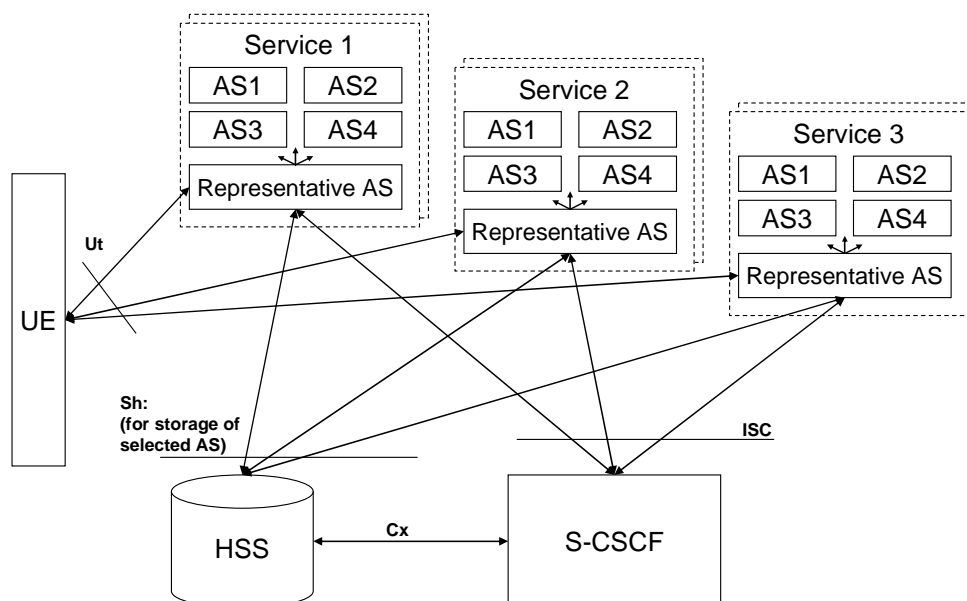 Service 1
AS1
AS2
AS3
AS4
Representative AS
Service 2
AS1
AS2
AS3
AS4
Representative AS
Service 3
AS1
AS2
AS3
AS4
Representative AS
Ut
UE
Sh:
(for storage of
selected AS)
ISC
HSS
Cx
S-CSCF